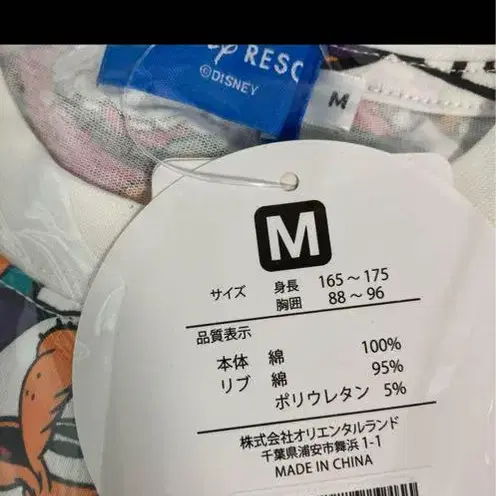 RESO
©DISNEY
M
M
サイズ 身長 165～175
胸囲 88～96
品質表示
本体 綿 100%
リブ 綿 95%
ポリウレタン 5%
株式会社オリエンタルランド
千葉県浦安市舞浜 1-1
MADE IN CHINA